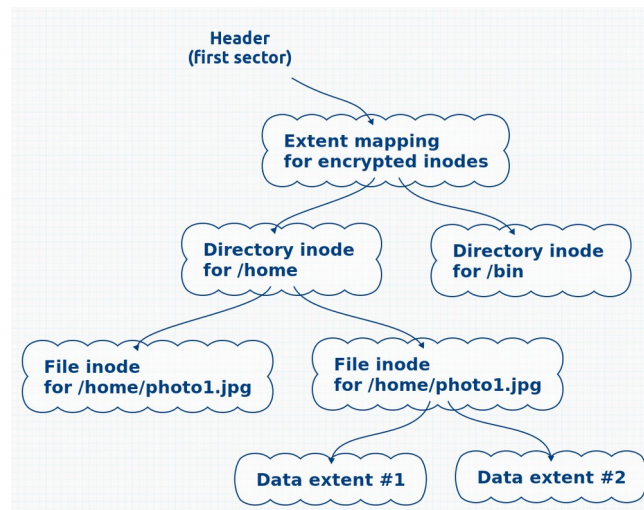 Header
(first sector)
Extent mapping
for encrypted inodes
Directory inode
for /home
Directory inode
for /bin
File inode
for /home/photo1.jpg
File inode
for /home/photo1.jpg
Data extent #1
Data extent #2